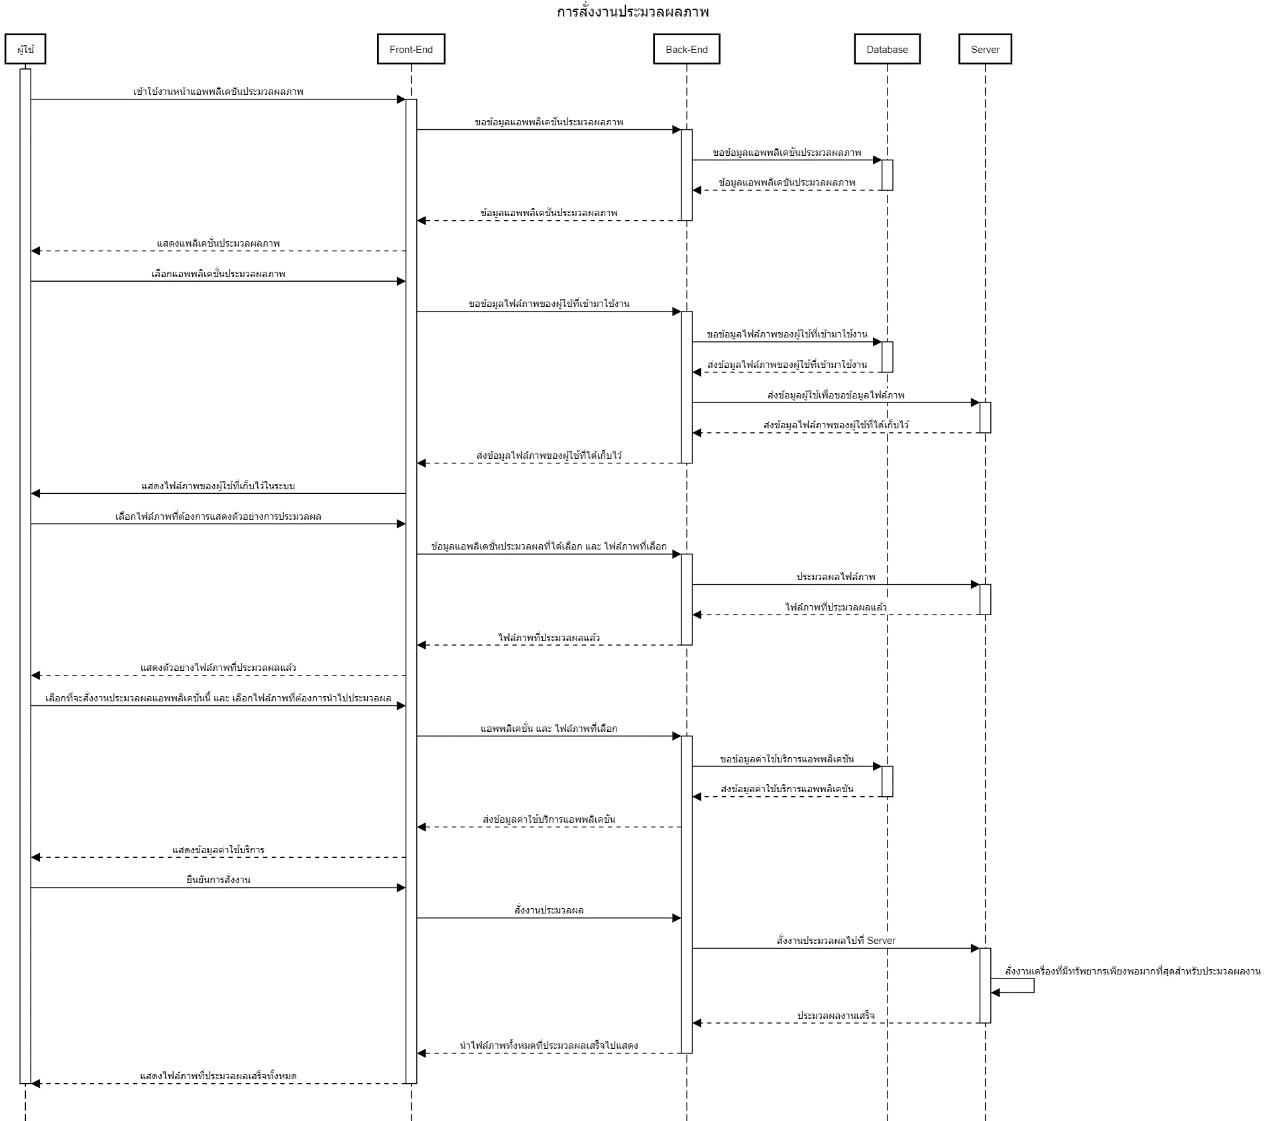 การสั่งงานประมวลผลภาพ
ผู้ใช้
Front-End
Back-End
Database
Server
เข้าใช้งานหน้าแอพพลิเคชันประมวลผลภาพ
ขอข้อมูลแอพพลิเคชันประมวลผลภาพ
ขอข้อมูลแอพพลิเคชันประมวลผลภาพ
ข้อมูลแอพพลิเคชันประมวลผลภาพ
ข้อมูลแอพพลิเคชันประมวลผลภาพ
แสดงแพลิเคชั่นประมวลผลภาพ
เลือกแอพพลิเคชั่นประมวลผลภาพ
ขอข้อมูลไฟล์ภาพของผู้ใช้ที่เข้ามาใช้งาน
ขอข้อมูลไฟล์ภาพของผู้ใช้ที่เข้ามาใช้งาน
ส่งข้อมูลไฟล์ภาพของผู้ใช้ที่เข้ามาใช้งาน
ส่งข้อมูลผู้ใช้เพื่อขอข้อมูลไฟล์ภาพ
ส่งข้อมูลไฟล์ภาพของผู้ใช้ที่ได้เก็บไว้
ส่งข้อมูลไฟล์ภาพของผู้ใช้ที่ได้เก็บไว้
แสดงไฟล์ภาพของผู้ใช้ที่เก็บไว้ในระบบ
เลือกไฟล์ภาพที่ต้องการแสดงตัวอย่างการประมวลผล
ข้อมูลแอพลิเคชั่นประมวลผลที่ได้เลือก และ ไฟล์ภาพที่เลือก
ประมวลผลไฟล์ภาพ
ไฟล์ภาพที่ประมวลผลแล้ว
ไฟล์ภาพที่ประมวลผลแล้ว
แสดงตัวอย่างไฟล์ภาพที่ประมวลผลแล้ว
เลือกที่จะสั่งงานประมวลผลแอพพลิเคชั่นนี้ และ เลือกไฟล์ภาพที่ต้องการนำไปประมวลผล
แอพพลิเคชั่น และ ไฟล์ภาพที่เลือก
ขอข้อมูลค่าใช้บริการแอพพลิเคชัน
ส่งข้อมูลค่าใช้บริการแอพพลิเคชัน
ส่งข้อมูลค่าใช้บริการแอพพลิเคชัน
แสดงข้อมูลค่าใช้บริการ
ยืนยันการสั่งงาน
สั่งงานประมวลผล
สั่งงานประมวลผลไปที่ Server
สั่งงานเครื่องที่มีทรัพยากรเพียงพอมากที่สุดสำหรับประมวลผลงาน
ประมวลผลงานเสร็จ
นำไฟล์ภาพทั้งหมดที่ประมวลผลเสร็จไปแสดง
แสดงไฟล์ภาพที่ประมวลผลเสร็จทั้งหมด